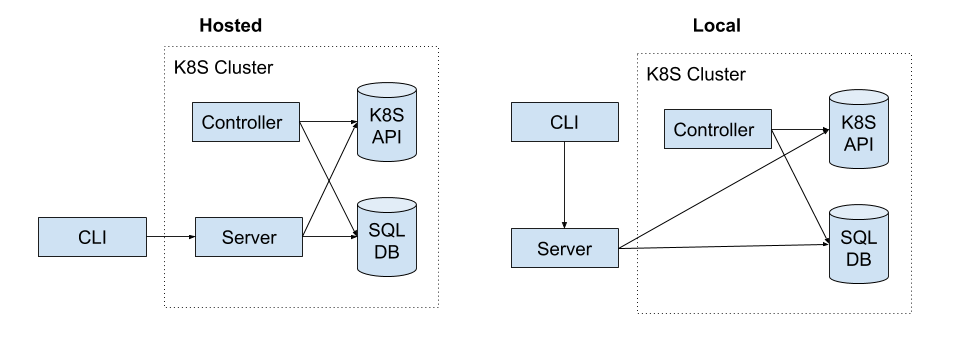 Hosted
K8S Cluster
Controller
K8S
API
CLI
Server
SQL
DB
Local
K8S Cluster
CLI
Controller
K8S
API
Server
SQL
DB